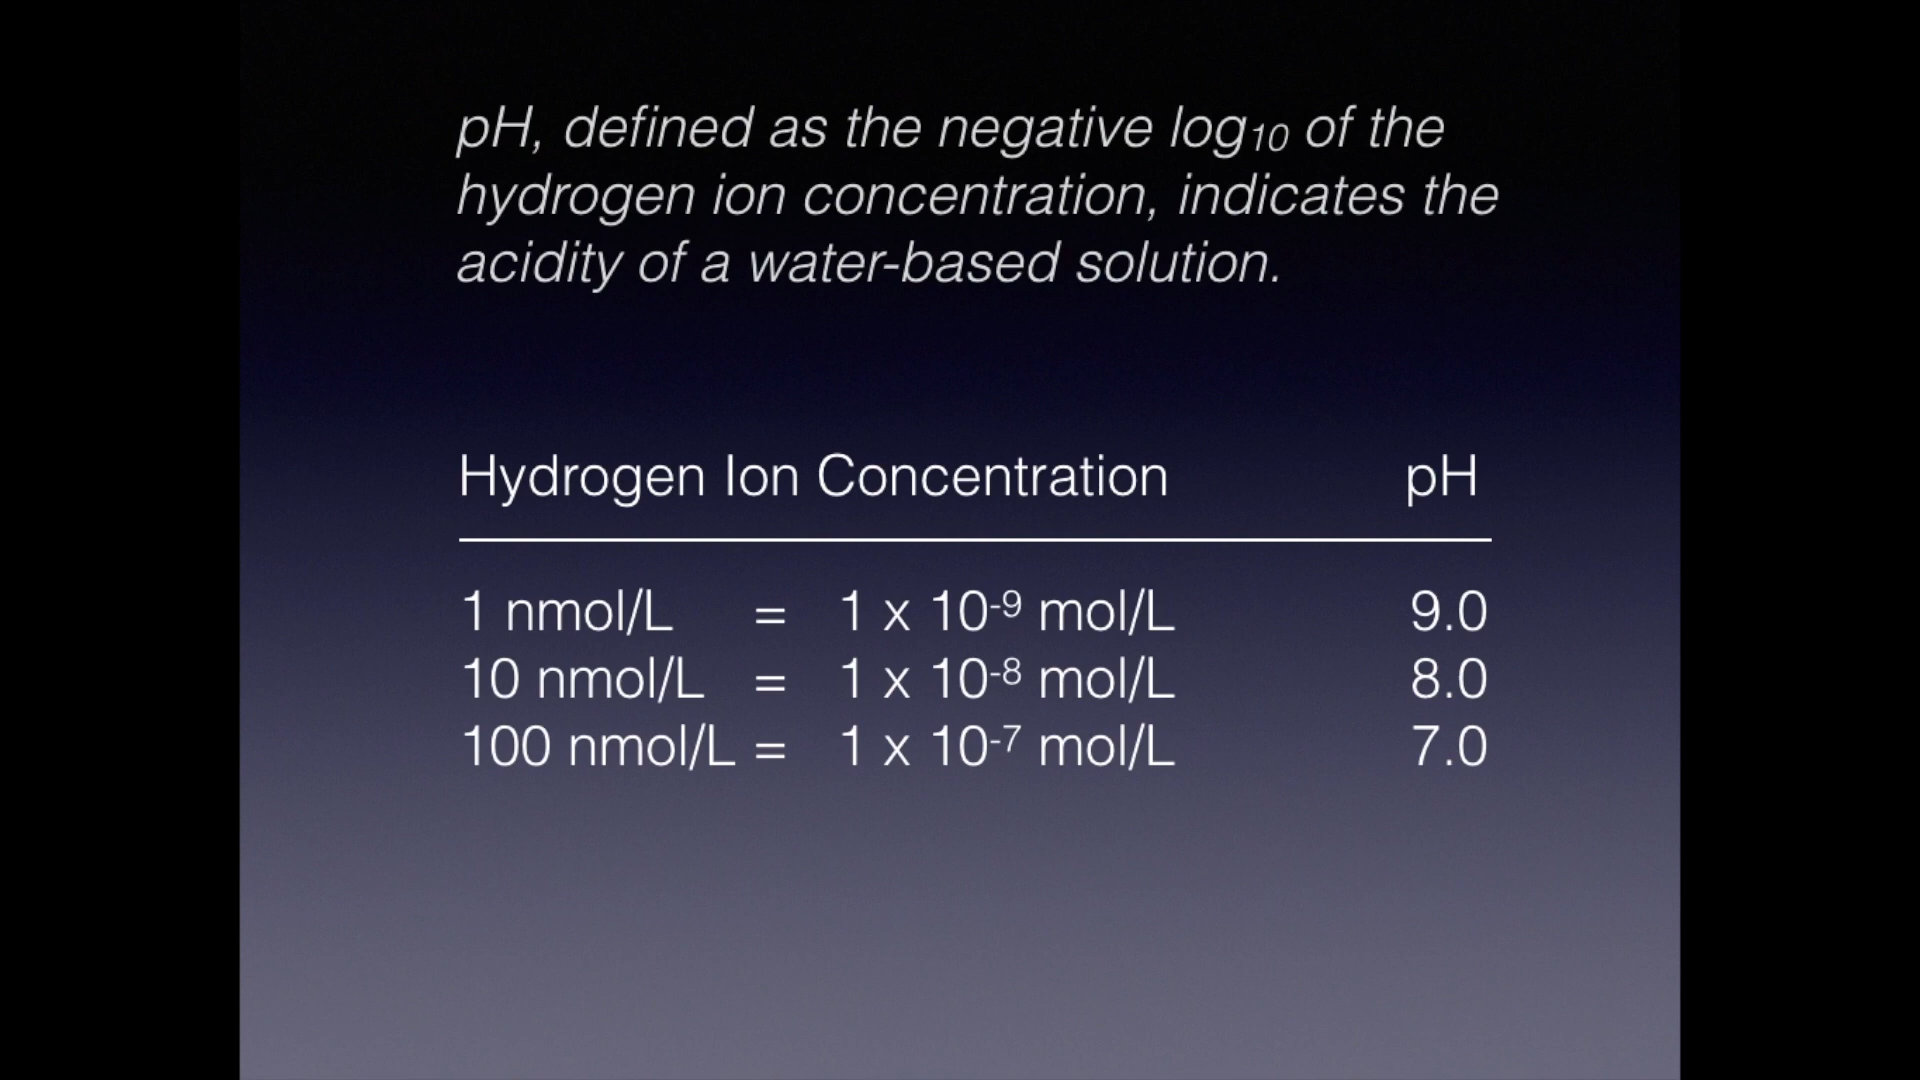 pH, defined as the negative log₁₀ of the
hydrogen ion concentration, indicates the
acidity of a water-based solution.
Hydrogen Ion Concentration pH
1 nmol/L = 1 x 10⁻⁹ mol/L 9.0
10 nmol/L = 1 x 10⁻⁸ mol/L 8.0
100 nmol/L = 1 x 10⁻⁷ mol/L 7.0